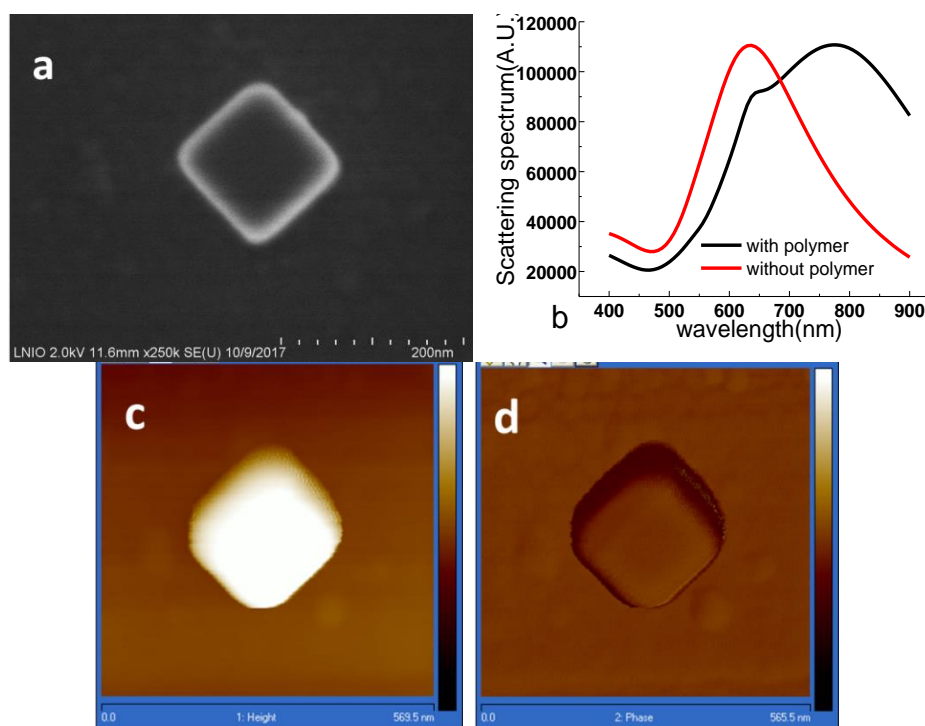 a
LNIO 2.0kV 11.6mm x250k SE(U) 10/9/2017
200nm
Scattering spectrum(A.U.)
120000
100000
80000
60000
40000
20000
with polymer
without polymer
400 500 600 700 800 900
b
wavelength(nm)
c
0.0 1: Height 569.5 nm
d
0.0 2: Phase 565.5 nm